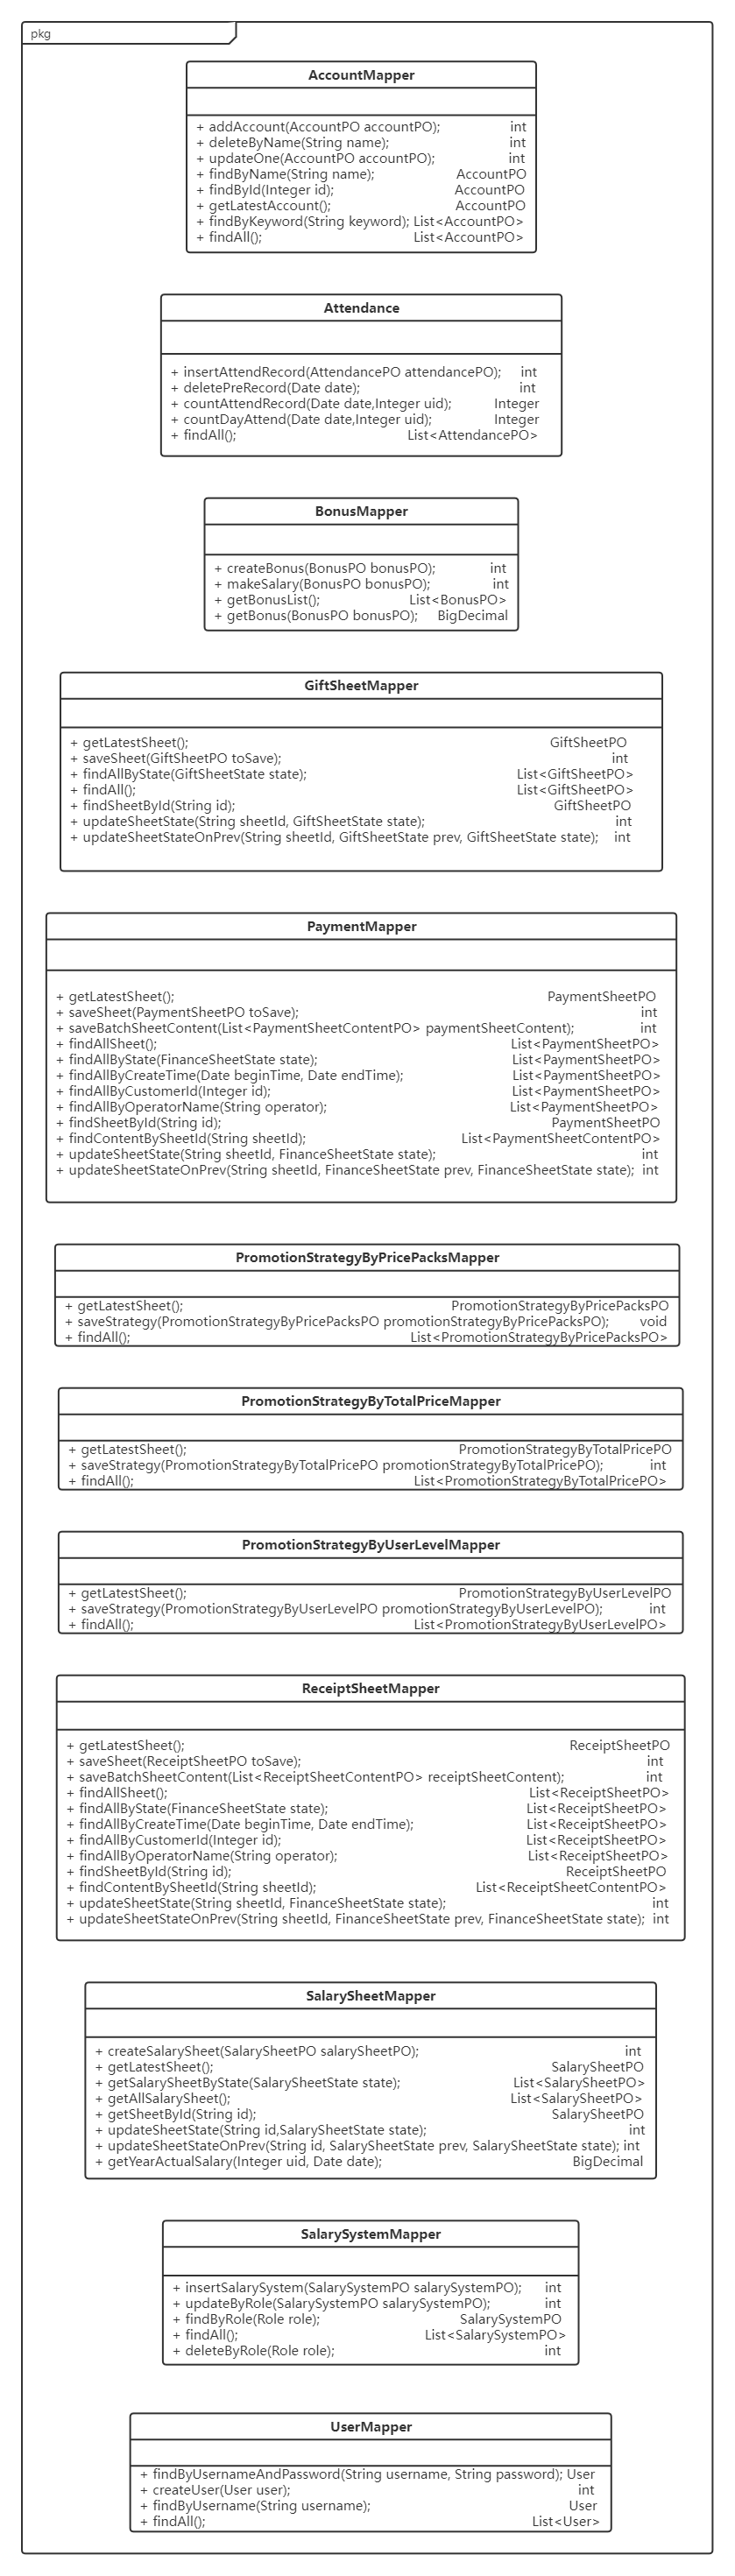 pkg
AccountMapper
+ addAccount(AccountPO accountPO); int
+ deleteByName(String name); int
+ updateOne(AccountPO accountPO); int
+ findByName(String name); AccountPO
+ findById(Integer id); AccountPO
+ getLatestAccount(); AccountPO
+ findByKeyword(String keyword); List<AccountPO>
+ findAll(); List<AccountPO>
Attendance
+ insertAttendRecord(AttendancePO attendancePO); int
+ deletePreRecord(Date date); int
+ countAttendRecord(Date date,Integer uid); Integer
+ countDayAttend(Date date,Integer uid); Integer
+ findAll(); List<AttendancePO>
BonusMapper
+ createBonus(BonusPO bonusPO); int
+ makeSalary(BonusPO bonusPO); int
+ getBonusList(); List<BonusPO>
+ getBonus(BonusPO bonusPO); BigDecimal
GiftSheetMapper
+ getLatestSheet(); GiftSheetPO
+ saveSheet(GiftSheetPO toSave); int
+ findAllByState(GiftSheetState state); List<GiftSheetPO>
+ findAll(); List<GiftSheetPO>
+ findSheetById(String id); GiftSheetPO
+ updateSheetState(String sheetId, GiftSheetState state); int
+ updateSheetStateOnPrev(String sheetId, GiftSheetState prev, GiftSheetState state); int
PaymentMapper
+ getLatestSheet(); PaymentSheetPO
+ saveSheet(PaymentSheetPO toSave); int
+ saveBatchSheetContent(List<PaymentSheetContentPO> paymentSheetContent); int
+ findAllSheet(); List<PaymentSheetPO>
+ findAllByState(FinanceSheetState state); List<PaymentSheetPO>
+ findAllByCreateTime(Date beginTime, Date endTime); List<PaymentSheetPO>
+ findAllByCustomerId(Integer id); List<PaymentSheetPO>
+ findAllByOperatorName(String operator); List<PaymentSheetPO>
+ findSheetById(String id); PaymentSheetPO
+ findContentBySheetId(String sheetId); List<PaymentSheetContentPO>
+ updateSheetState(String sheetId, FinanceSheetState state); int
+ updateSheetStateOnPrev(String sheetId, FinanceSheetState prev, FinanceSheetState state); int
PromotionStrategyByPricePacksMapper
+ getLatestSheet(); PromotionStrategyByPricePacksPO
+ saveStrategy(PromotionStrategyByPricePacksPO promotionStrategyByPricePacksPO); void
+ findAll(); List<PromotionStrategyByPricePacksPO>
PromotionStrategyByTotalPriceMapper
+ getLatestSheet(); PromotionStrategyByTotalPricePO
+ saveStrategy(PromotionStrategyByTotalPricePO promotionStrategyByTotalPricePO); int
+ findAll(); List<PromotionStrategyByTotalPricePO>
PromotionStrategyByUserLevelMapper
+ getLatestSheet(); PromotionStrategyByUserLevelPO
+ saveStrategy(PromotionStrategyByUserLevelPO promotionStrategyByUserLevelPO); int
+ findAll(); List<PromotionStrategyByUserLevelPO>
ReceiptSheetMapper
+ getLatestSheet(); ReceiptSheetPO
+ saveSheet(ReceiptSheetPO toSave); int
+ saveBatchSheetContent(List<ReceiptSheetContentPO> receiptSheetContent); int
+ findAllSheet(); List<ReceiptSheetPO>
+ findAllByState(FinanceSheetState state); List<ReceiptSheetPO>
+ findAllByCreateTime(Date beginTime, Date endTime); List<ReceiptSheetPO>
+ findAllByCustomerId(Integer id); List<ReceiptSheetPO>
+ findAllByOperatorName(String operator); List<ReceiptSheetPO>
+ findSheetById(String id); ReceiptSheetPO
+ findContentBySheetId(String sheetId); List<ReceiptSheetContentPO>
+ updateSheetState(String sheetId, FinanceSheetState state); int
+ updateSheetStateOnPrev(String sheetId, FinanceSheetState prev, FinanceSheetState state); int
SalarySheetMapper
+ createSalarySheet(SalarySheetPO salarySheetPO); int
+ getLatestSheet(); SalarySheetPO
+ getSalarySheetByState(SalarySheetState state); List<SalarySheetPO>
+ getAllSalarySheet(); List<SalarySheetPO>
+ getSheetById(String id); SalarySheetPO
+ updateSheetState(String id,SalarySheetState state); int
+ updateSheetStateOnPrev(String id, SalarySheetState prev, SalarySheetState state); int
+ getYearActualSalary(Integer uid, Date date); BigDecimal
SalarySystemMapper
+ insertSalarySystem(SalarySystemPO salarySystemPO); int
+ updateByRole(SalarySystemPO salarySystemPO); int
+ findByRole(Role role); SalarySystemPO
+ findAll(); List<SalarySystemPO>
+ deleteByRole(Role role); int
UserMapper
+ findByUsernameAndPassword(String username, String password); User
+ createUser(User user); int
+ findByUsername(String username); User
+ findAll(); List<User>